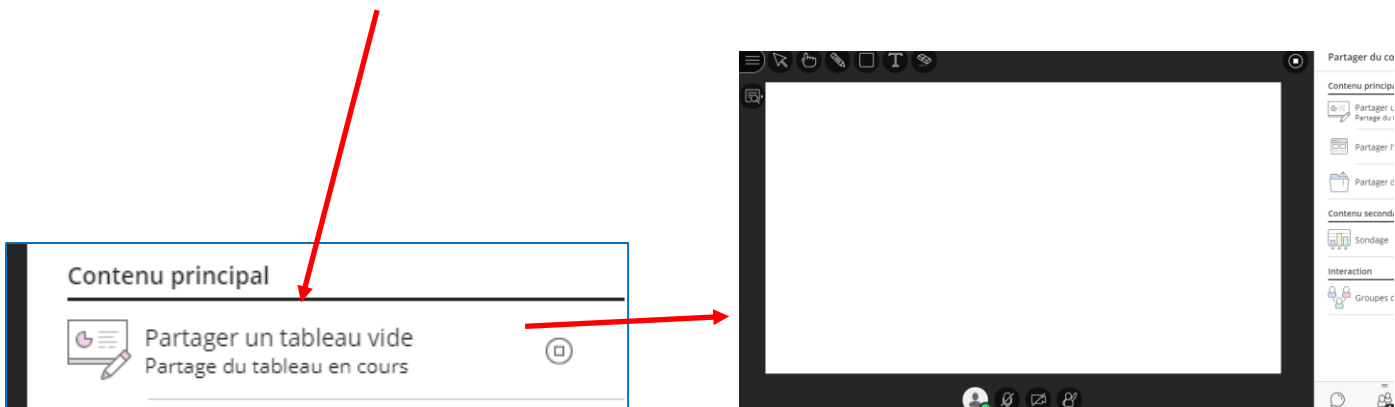 Contenu principal
Partager un tableau vide
Partage du tableau en cours
T
Partager du co
Contenu principa
Partager u
Partage du
Partager l'
Partager d
Contenu seconda
Sondage
Interaction
Groupes d